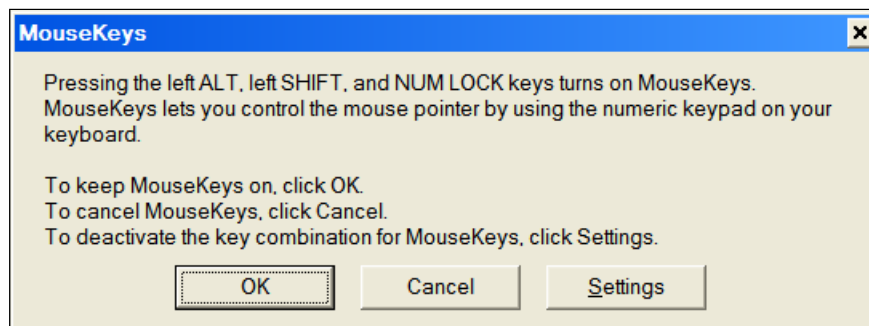 MouseKeys
Pressing the left ALT, left SHIFT, and NUM LOCK keys turns on MouseKeys.
MouseKeys lets you control the mouse pointer by using the numeric keypad on your
keyboard.
To keep MouseKeys on, click OK.
To cancel MouseKeys, click Cancel.
To deactivate the key combination for MouseKeys, click Settings.
OK Cancel Settings